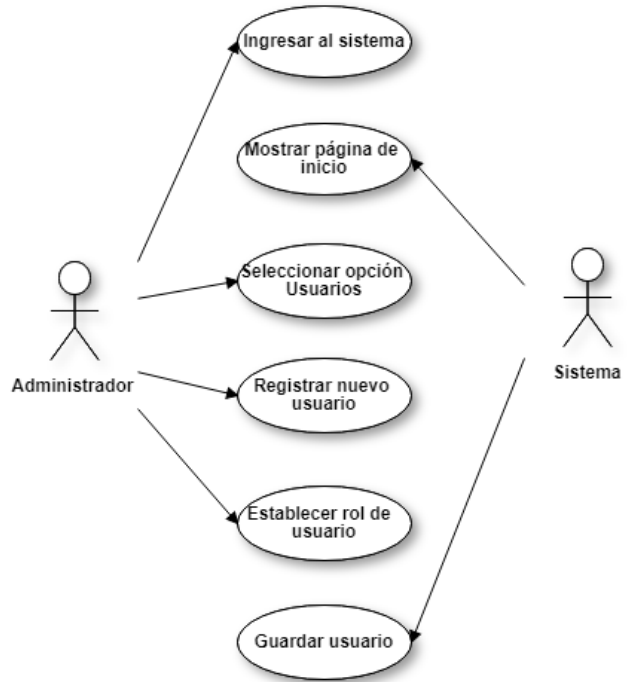 Ingresar al sistema
Mostrar página de
inicio
Seleccionar opción
Usuarios
Administrador
Sistema
Registrar nuevo
usuario
Establecer rol de
usuario
Guardar usuario